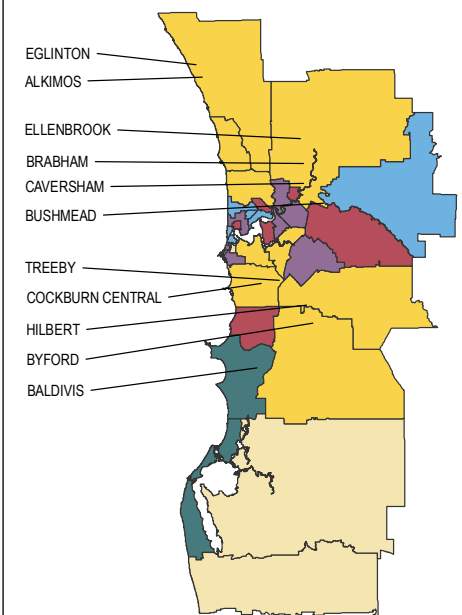 EGLINTON
ALKIMOS
ELLENBROOK
BRABHAM
CAVERSHAM
BUSHMEAD
TREEBY
COCKBURN CENTRAL
HILBERT
BYFORD
BALDIVIS